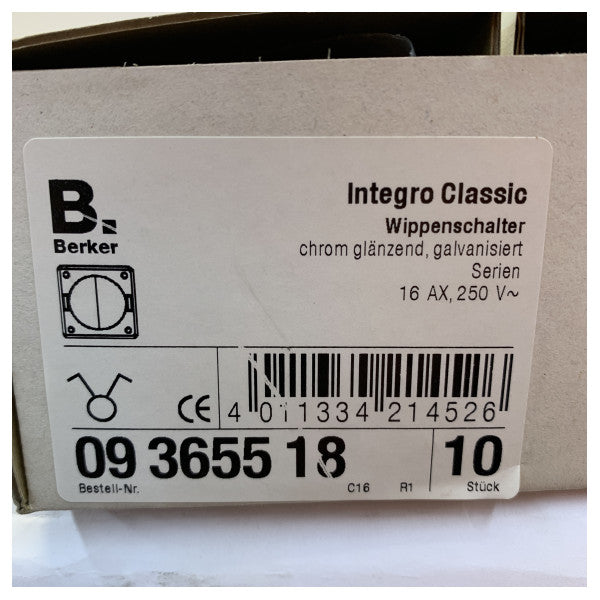 B.
Berker
Integro Classic
Wippenschalter
chrom glänzend, galvanisiert
Serien
16 AX, 250 V~
CE
4 011334 214526
09 3655 18
Bestell-Nr.
C16
R1
10
Stück